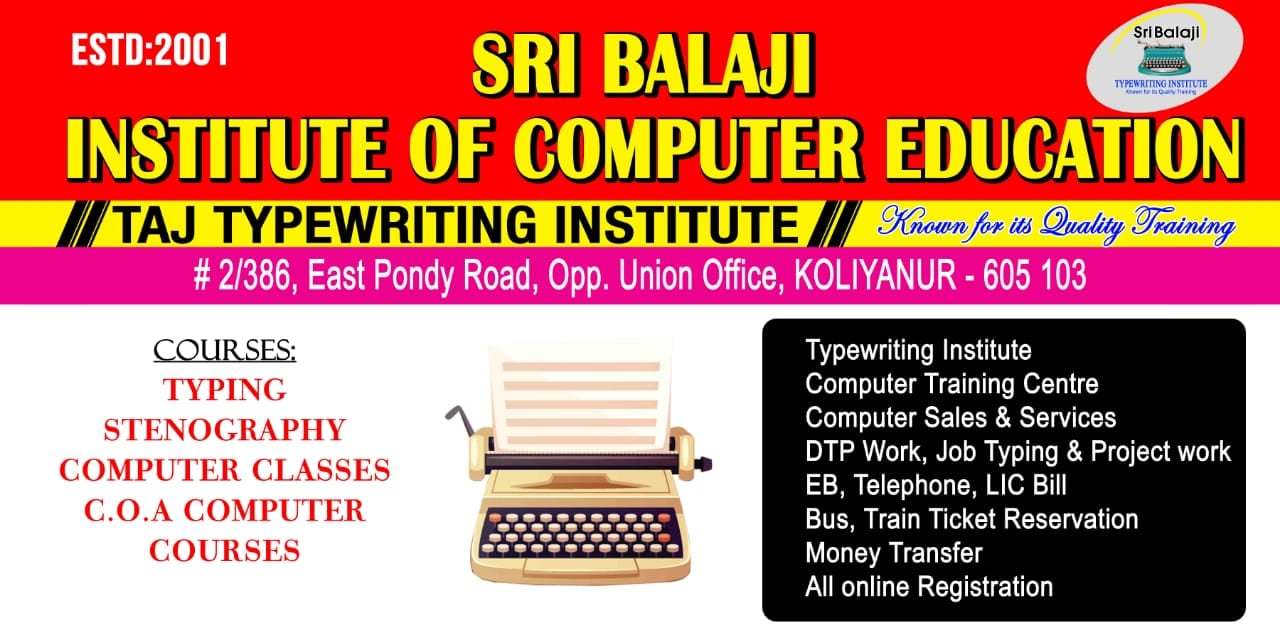 ESTD:2001
SRI BALAJI
Sri Balaji
TYPEWRITING INSTITUTE
Known for its Quality Training
INSTITUTE OF COMPUTER EDUCATION
TAJ TYPEWRITING INSTITUTE
Known for its Quality Training
# 2/386, East Pondy Road, Opp. Union Office, KOLIYANUR - 605 103
COURSES:
TYPING
STENOGRAPHY
COMPUTER CLASSES
C.O.A COMPUTER
COURSES
Typewriting Institute
Computer Training Centre
Computer Sales & Services
DTP Work, Job Typing & Project work
EB, Telephone, LIC Bill
Bus, Train Ticket Reservation
Money Transfer
All online Registration